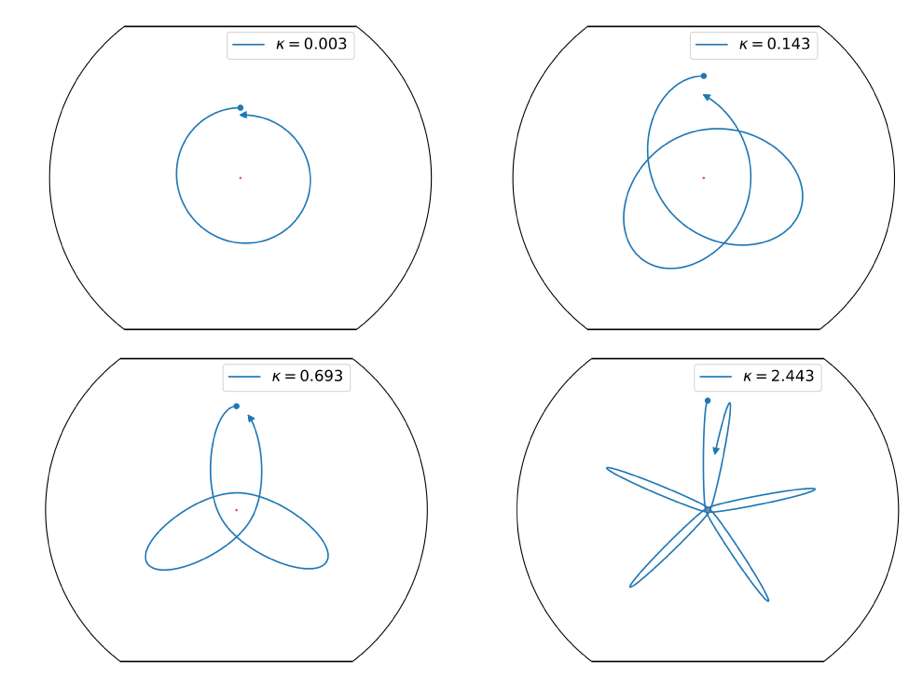 κ = 0.003
κ = 0.143
κ = 0.693
κ = 2.443